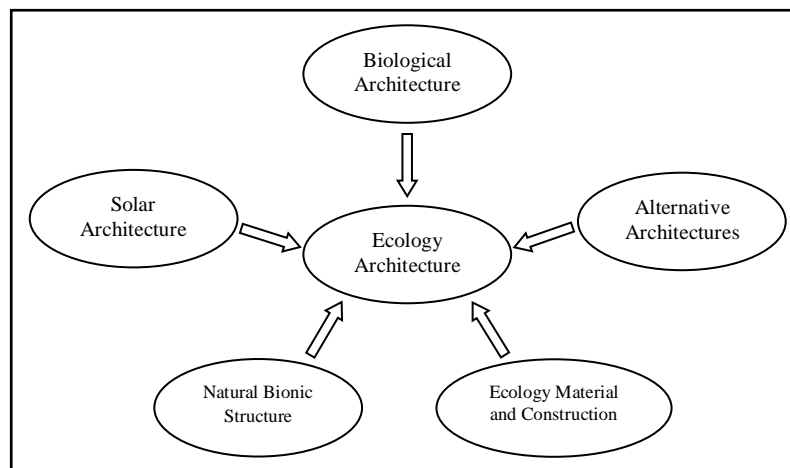 Biological
Architecture
Solar
Architecture
Alternative
Architectures
Ecology
Architecture
Natural Bionic
Structure
Ecology Material
and Construction